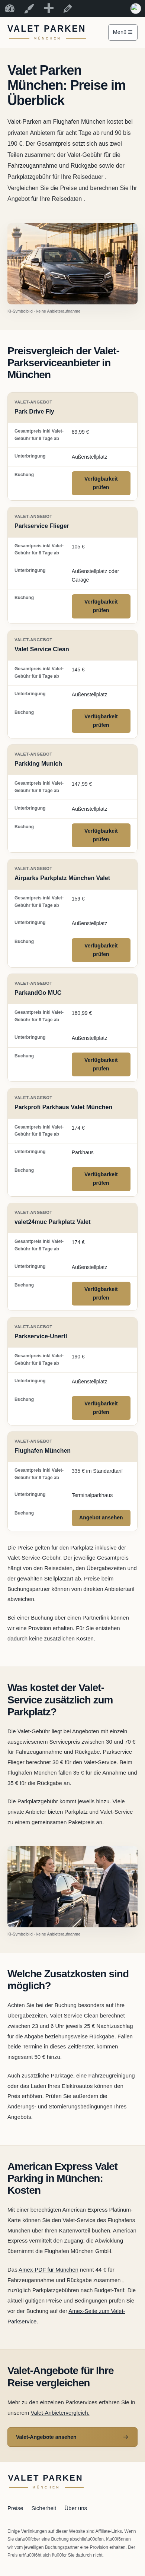 VALET PARKEN
MÜNCHEN
Menü ☰
Valet Parken
München: Preise im
Überblick
Valet-Parken am Flughafen München kostet bei
privaten Anbietern für acht Tage ab rund 90 bis
190 €. Der Gesamtpreis setzt sich aus zwei
Teilen zusammen: der Valet-Gebühr für die
Fahrzeugannahme und Rückgabe sowie der
Parkplatzgebühr für Ihre Reisedauer .
Vergleichen Sie die Preise und berechnen Sie Ihr
Angebot für Ihre Reisedaten .
KI-Symbolbild · keine Anbieteraufnahme
Preisvergleich der Valet-
Parkserviceanbieter in
München
VALET-ANGEBOT
Park Drive Fly
Gesamtpreis inkl Valet-
Gebühr für 8 Tage ab
89,99 €
Unterbringung
Außenstellplatz
Buchung
Verfügbarkeit
prüfen
VALET-ANGEBOT
Parkservice Flieger
Gesamtpreis inkl Valet-
Gebühr für 8 Tage ab
105 €
Unterbringung
Außenstellplatz oder
Garage
Buchung
Verfügbarkeit
prüfen
VALET-ANGEBOT
Valet Service Clean
Gesamtpreis inkl Valet-
Gebühr für 8 Tage ab
145 €
Unterbringung
Außenstellplatz
Buchung
Verfügbarkeit
prüfen
VALET-ANGEBOT
Parkking Munich
Gesamtpreis inkl Valet-
Gebühr für 8 Tage ab
147,99 €
Unterbringung
Außenstellplatz
Buchung
Verfügbarkeit
prüfen
VALET-ANGEBOT
Airparks Parkplatz München Valet
Gesamtpreis inkl Valet-
Gebühr für 8 Tage ab
159 €
Unterbringung
Außenstellplatz
Buchung
Verfügbarkeit
prüfen
VALET-ANGEBOT
ParkandGo MUC
Gesamtpreis inkl Valet-
Gebühr für 8 Tage ab
160,99 €
Unterbringung
Außenstellplatz
Buchung
Verfügbarkeit
prüfen
VALET-ANGEBOT
Parkprofi Parkhaus Valet München
Gesamtpreis inkl Valet-
Gebühr für 8 Tage ab
174 €
Unterbringung
Parkhaus
Buchung
Verfügbarkeit
prüfen
VALET-ANGEBOT
valet24muc Parkplatz Valet
Gesamtpreis inkl Valet-
Gebühr für 8 Tage ab
174 €
Unterbringung
Außenstellplatz
Buchung
Verfügbarkeit
prüfen
VALET-ANGEBOT
Parkservice-Unertl
Gesamtpreis inkl Valet-
Gebühr für 8 Tage ab
190 €
Unterbringung
Außenstellplatz
Buchung
Verfügbarkeit
prüfen
VALET-ANGEBOT
Flughafen München
Gesamtpreis inkl Valet-
Gebühr für 8 Tage ab
335 € im Standardtarif
Unterbringung
Terminalparkhaus
Buchung
Angebot ansehen
Die Preise gelten für den Parkplatz inklusive der
Valet-Service-Gebühr. Der jeweilige Gesamtpreis
hängt von den Reisedaten, den Übergabezeiten und
der gewählten Stellplatzart ab. Preise beim
Buchungspartner können vom direkten Anbietertarif
abweichen.
Bei einer Buchung über einen Partnerlink können
wir eine Provision erhalten. Für Sie entstehen
dadurch keine zusätzlichen Kosten.
Was kostet der Valet-
Service zusätzlich zum
Parkplatz?
Die Valet-Gebühr liegt bei Angeboten mit einzeln
ausgewiesenem Servicepreis zwischen 30 und 70 €
für Fahrzeugannahme und Rückgabe. Parkservice
Flieger berechnet 30 € für den Valet-Service. Beim
Flughafen München fallen 35 € für die Annahme und
35 € für die Rückgabe an.
Die Parkplatzgebühr kommt jeweils hinzu. Viele
private Anbieter bieten Parkplatz und Valet-Service
zu einem gemeinsamen Paketpreis an.
KI-Symbolbild · keine Anbieteraufnahme
Welche Zusatzkosten sind
möglich?
Achten Sie bei der Buchung besonders auf die
Übergabezeiten. Valet Service Clean berechnet
zwischen 23 und 6 Uhr jeweils 25 € Nachtzuschlag
für die Abgabe beziehungsweise Rückgabe. Fallen
beide Termine in dieses Zeitfenster, kommen
insgesamt 50 € hinzu.
Auch zusätzliche Parktage, eine Fahrzeugreinigung
oder das Laden Ihres Elektroautos können den
Preis erhöhen. Prüfen Sie außerdem die
Änderungs- und Stornierungsbedingungen Ihres
Angebots.
American Express Valet
Parking in München:
Kosten
Mit einer berechtigten American Express Platinum-
Karte können Sie den Valet-Service des Flughafens
München über Ihren Kartenvorteil buchen. American
Express vermittelt den Zugang; die Abwicklung
übernimmt die Flughafen München GmbH.
Das Amex-PDF für München nennt 44 € für
Fahrzeugannahme und Rückgabe zusammen ,
zuzüglich Parkplatzgebühren nach Budget-Tarif. Die
aktuell gültigen Preise und Bedingungen prüfen Sie
vor der Buchung auf der Amex-Seite zum Valet-
Parkservice.
Valet-Angebote für Ihre
Reise vergleichen
Mehr zu den einzelnen Parkservices erfahren Sie in
unserem Valet-Anbietervergleich.
Valet-Angebote ansehen →
VALET PARKEN
MÜNCHEN
Preise Sicherheit Über uns